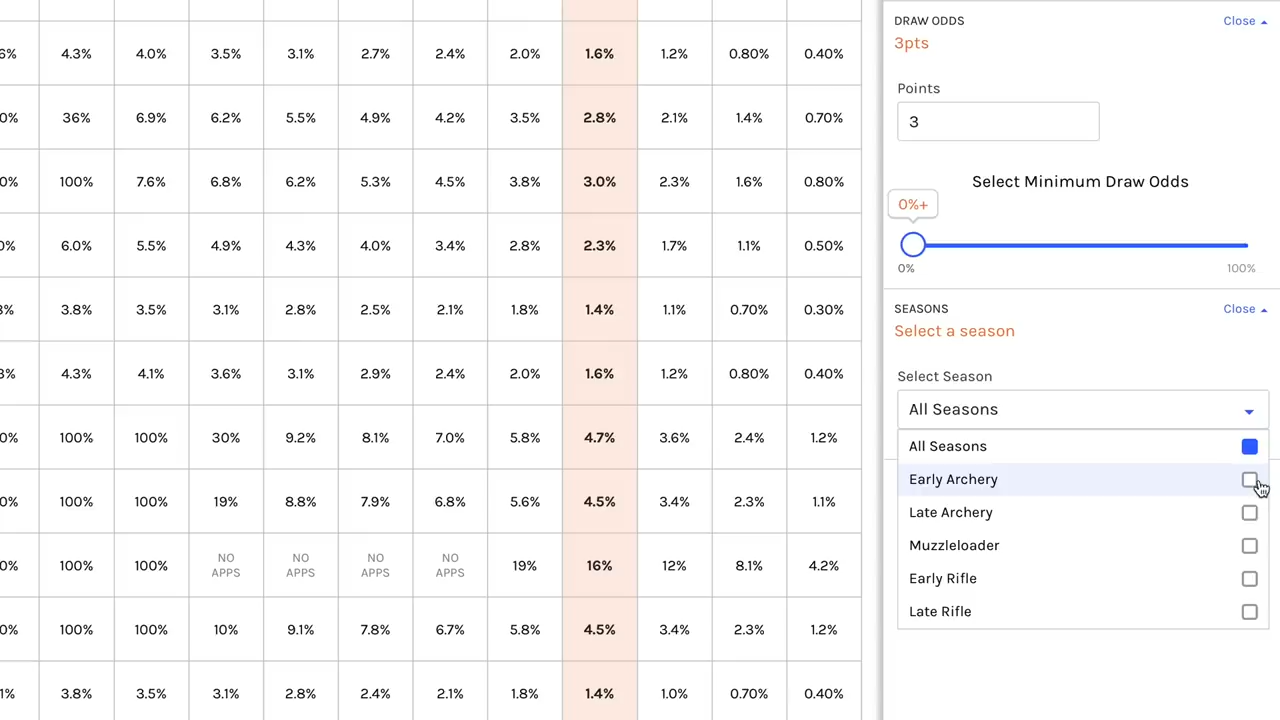 6% 4.3% 4.0% 3.5% 3.1% 2.7% 2.4% 2.0% 1.6% 1.2% 0.80% 0.40%
0% 36% 6.9% 6.2% 5.5% 4.9% 4.2% 3.5% 2.8% 2.1% 1.4% 0.70%
0% 100% 7.6% 6.8% 6.2% 5.3% 4.5% 3.8% 3.0% 2.3% 1.6% 0.80%
0% 6.0% 5.5% 4.9% 4.3% 4.0% 3.4% 2.8% 2.3% 1.7% 1.1% 0.50%
3% 3.8% 3.5% 3.1% 2.8% 2.5% 2.1% 1.8% 1.4% 1.1% 0.70% 0.30%
3% 4.3% 4.1% 3.6% 3.1% 2.9% 2.4% 2.0% 1.6% 1.2% 0.80% 0.40%
0% 100% 100% 30% 9.2% 8.1% 7.0% 5.8% 4.7% 3.6% 2.4% 1.2%
0% 100% 100% 19% 8.8% 7.9% 6.8% 5.6% 4.5% 3.4% 2.3% 1.1%
0% 100% 100% NO APPS NO APPS NO APPS NO APPS 19% 16% 12% 8.1% 4.2%
0% 100% 100% 10% 9.1% 7.8% 6.7% 5.8% 4.5% 3.4% 2.3% 1.2%
1% 3.8% 3.5% 3.1% 2.8% 2.4% 2.1% 1.8% 1.4% 1.0% 0.70% 0.40%
DRAW ODDS Close
3pts
Points
3
Select Minimum Draw Odds
0%+
0% 100%
SEASONS Close
Select a season
Select Season
All Seasons
All Seasons
Early Archery
Late Archery
Muzzleloader
Early Rifle
Late Rifle